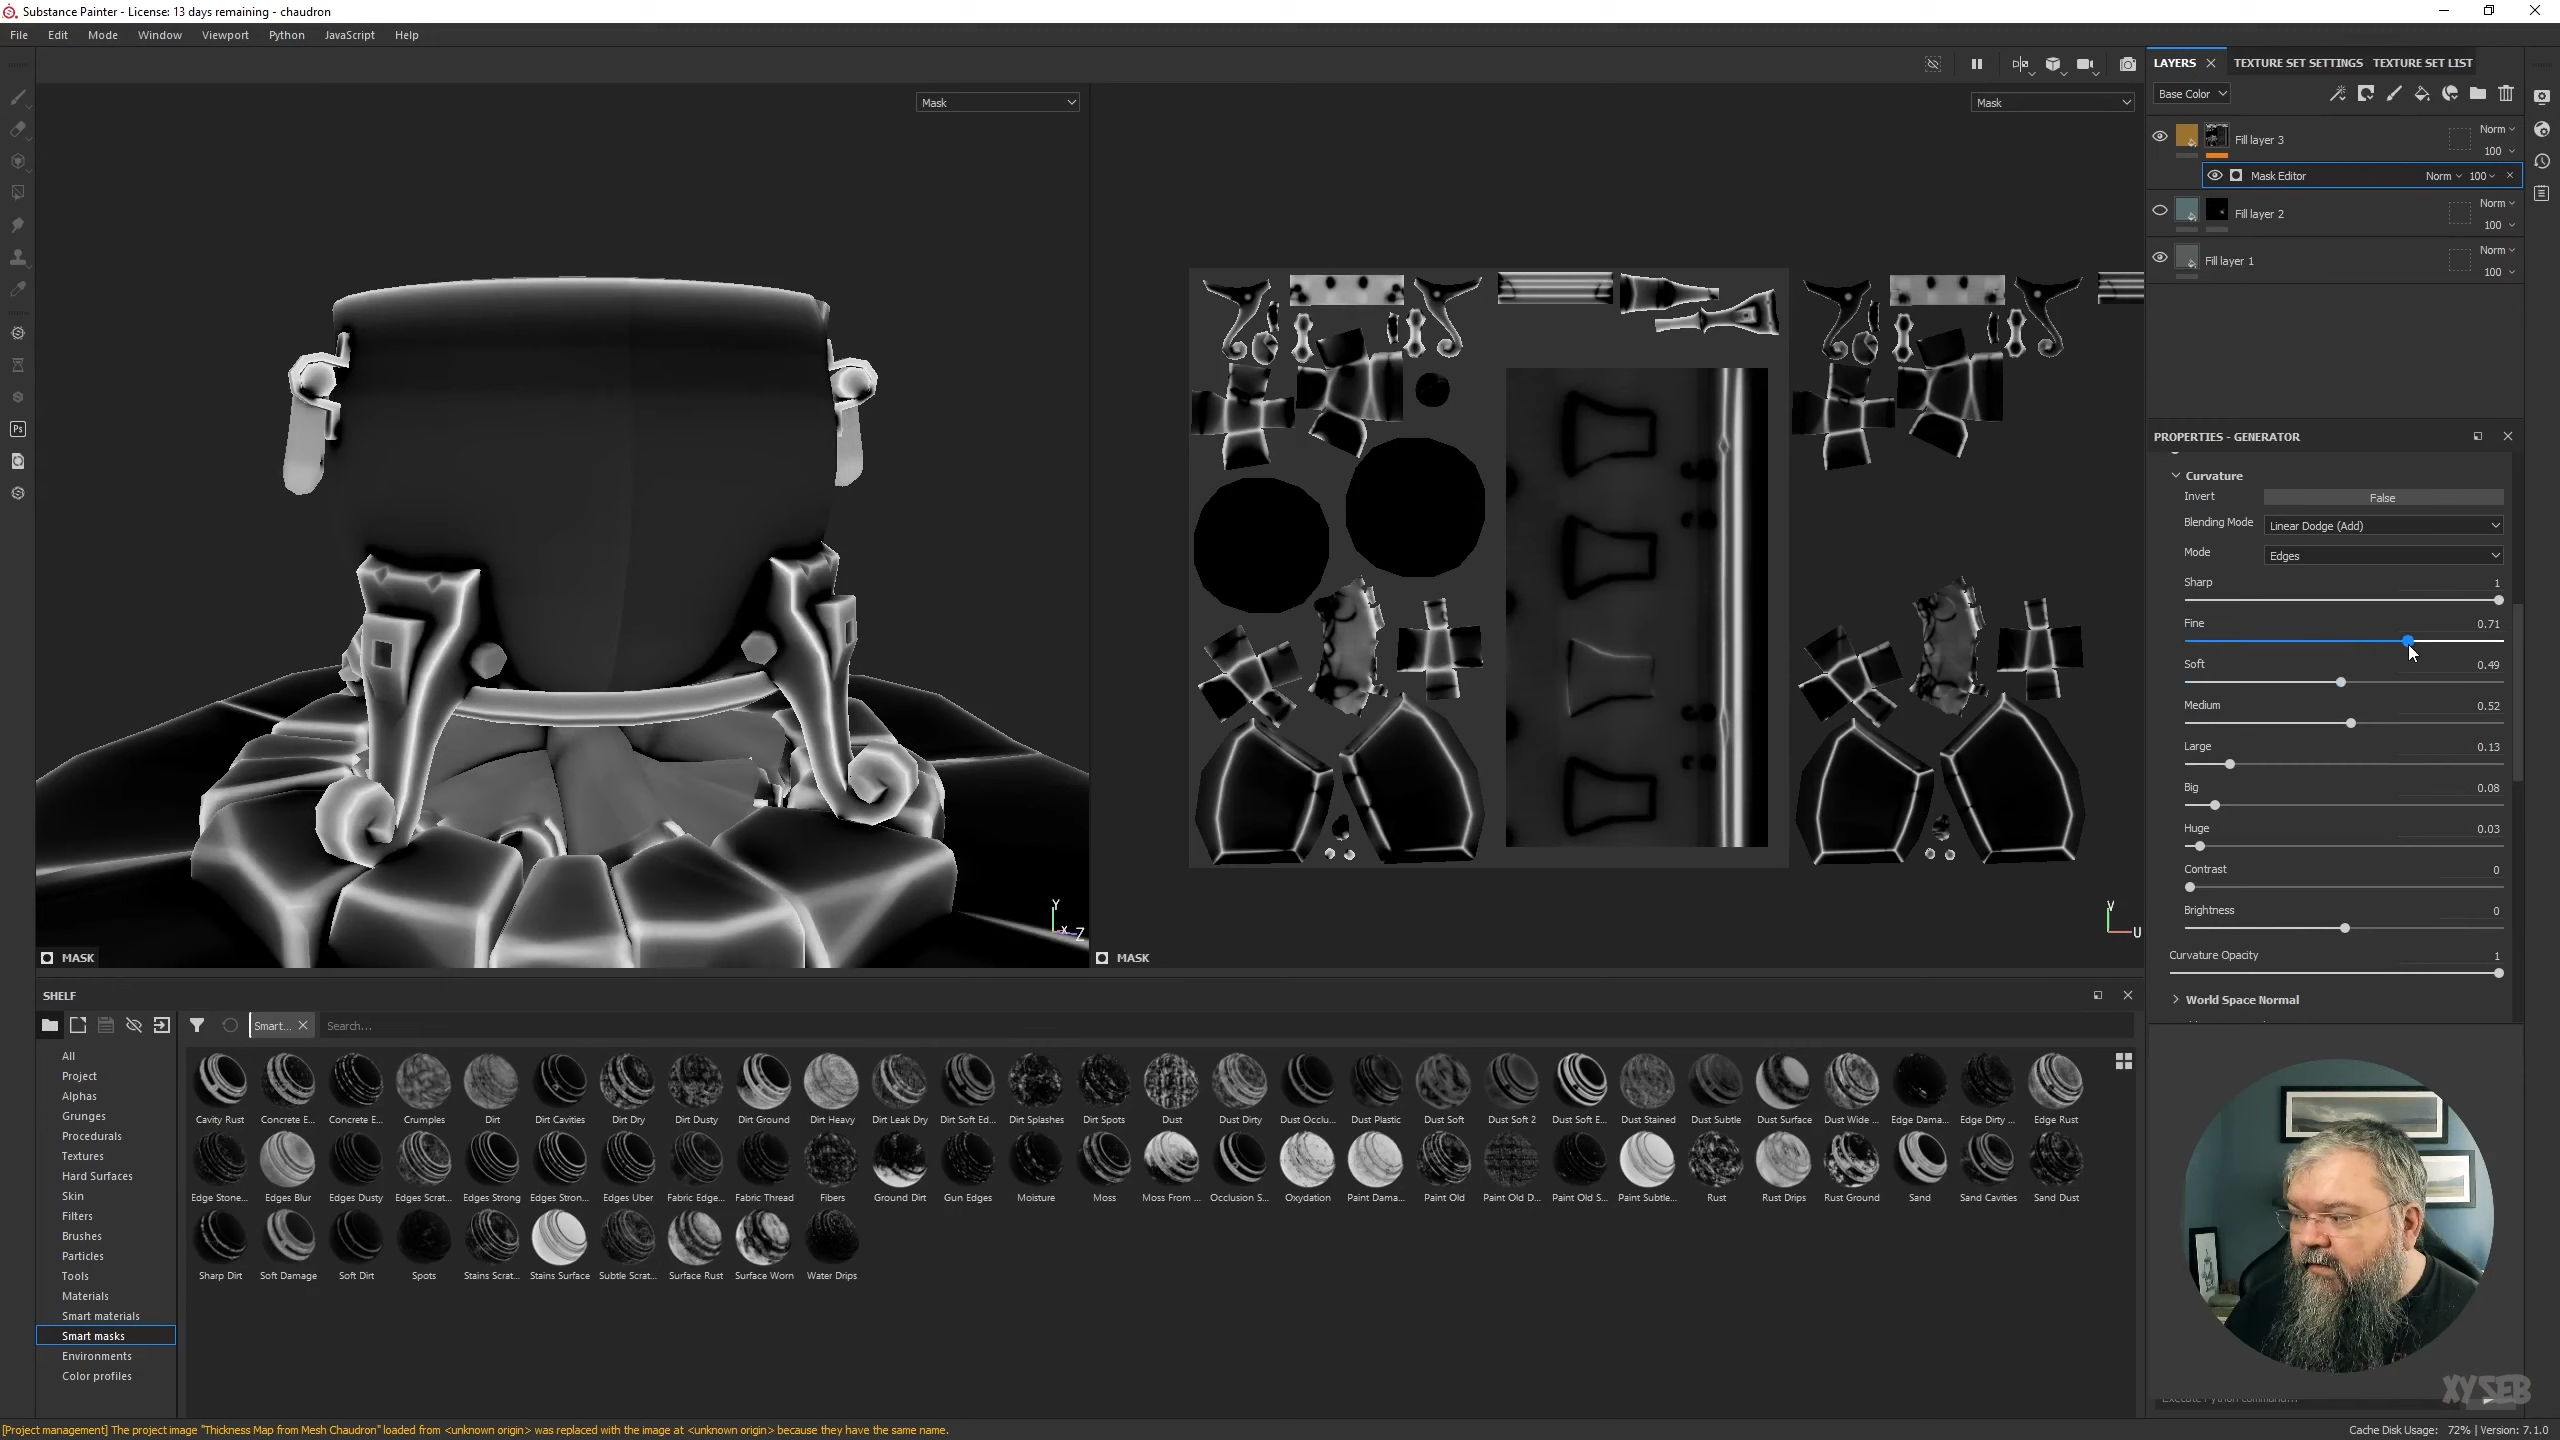 Substance Painter - License: 13 days remaining - chaudron
File Edit Mode Window Viewport Python JavaScript Help
Mask
Mask
LAYERS
TEXTURE SET SETTINGS
TEXTURE SET LIST
Base Color
Fill layer 3
Norm
100
Mask Editor
Norm
100
Fill layer 2
Norm
100
Fill layer 1
Norm
100
Ps
PROPERTIES - GENERATOR
Curvature
Invert
False
Blending Mode
Linear Dodge (Add)
Mode
Edges
Sharp
1
Fine
0.71
Soft
0.49
Medium
0.52
Large
0.13
Big
0.08
Huge
0.03
Contrast
0
Brightness
0
Curvature Opacity
1
World Space Normal
Y
X
Z
V
U
MASK
MASK
SHELF
Smart...
Search...
All
Project
Alphas
Grunges
Procedurals
Textures
Hard Surfaces
Skin
Filters
Brushes
Particles
Tools
Materials
Smart materials
Smart masks
Environments
Color profiles
Cavity Rust
Concrete E...
Concrete E...
Crumples
Dirt
Dirt Cavities
Dirt Dry
Dirt Dusty
Dirt Ground
Dirt Heavy
Dirt Leak Dry
Dirt Soft Ed...
Dirt Splashes
Dirt Spots
Dust
Dust Dirty
Dust Occlu...
Dust Plastic
Dust Soft
Dust Soft 2
Dust Soft E...
Dust Stained
Dust Subtle
Dust Surface
Dust Wide ...
Edge Dama...
Edge Dirty ...
Edge Rust
Edge Stone...
Edges Blur
Edges Dusty
Edges Scrat...
Edges Strong
Edges Stron...
Edges Uber
Fabric Edge...
Fabric Thread
Fibers
Ground Dirt
Gun Edges
Moisture
Moss
Moss From ...
Occlusion S...
Oxydation
Paint Dama...
Paint Old
Paint Old D...
Paint Old S...
Paint Subtle...
Rust
Rust Drips
Rust Ground
Sand
Sand Cavities
Sand Dust
Sharp Dirt
Soft Damage
Soft Dirt
Spots
Stains Scrat...
Stains Surface
Subtle Scrat...
Surface Rust
Surface Worn
Water Drips
XYSEB
[Project management] The project image "Thickness Map from Mesh Chaudron" loaded from <unknown origin> was replaced with the image at <unknown origin> because they have the same name.
Cache Disk Usage: 72% | Version: 7.1.0